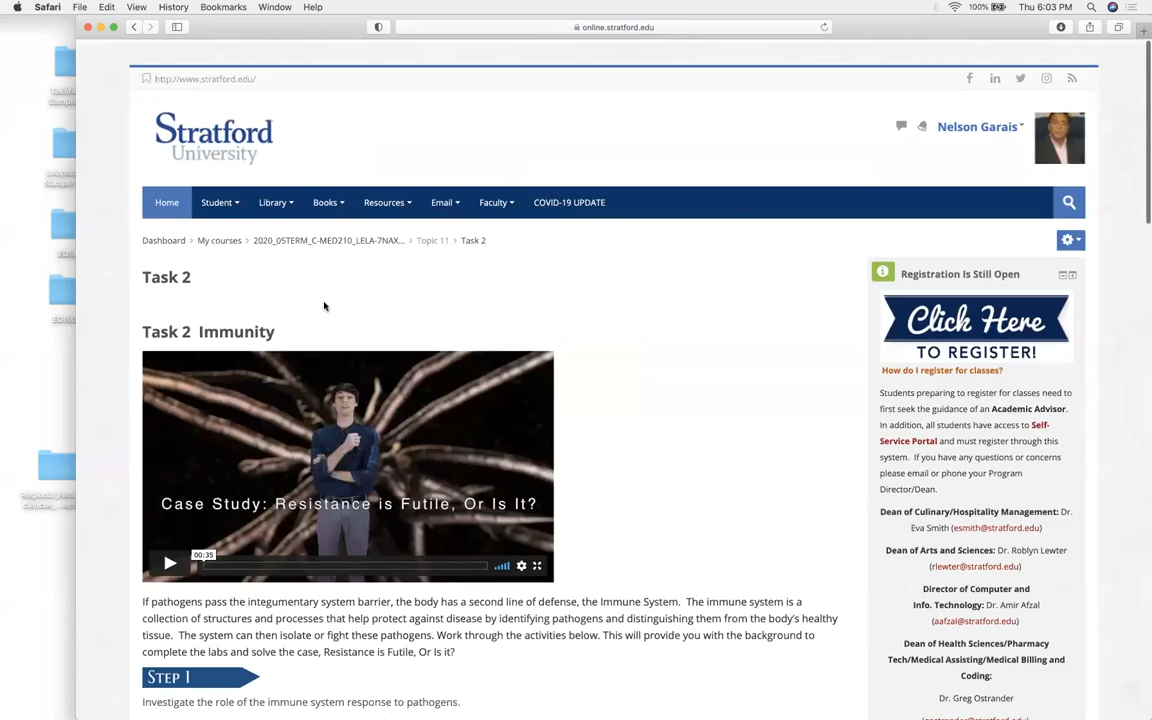 Safari File Edit View History Bookmarks Window Help 100% Thu 6:03 PM
online.stratford.edu
http://www.stratford.edu/
Stratford
University
Nelson Garais
Home Student Library Books Resources Email Faculty COVID-19 UPDATE
Dashboard My courses 2020_05TERM_C-MED210_LELA-7NAX... Topic 11 Task 2
Task 2
Task 2 Immunity
Case Study: Resistance is Futile, Or Is It?
00:35
If pathogens pass the integumentary system barrier, the body has a second line of defense, the Immune System. The immune system is a
collection of structures and processes that help protect against disease by identifying pathogens and distinguishing them from the body's healthy
tissue. The system can then isolate or fight these pathogens. Work through the activities below. This will provide you with the background to
complete the labs and solve the case, Resistance is Futile, Or Is it?
STEP 1
Investigate the role of the immune system response to pathogens.
Registration Is Still Open
Click Here
TO REGISTER!
How do I register for classes?
Students preparing to register for classes need to
first seek the guidance of an Academic Advisor.
In addition, all students have access to Self-
Service Portal and must register through this
system. If you have any questions or concerns
please email or phone your Program
Director/Dean.
Dean of Culinary/Hospitality Management: Dr.
Eva Smith (esmith@stratford.edu)
Dean of Arts and Sciences: Dr. Roblyn Lewter
(rlewter@stratford.edu)
Director of Computer and
Info. Technology: Dr. Amir Afzal
(aafzal@stratford.edu)
Dean of Health Sciences/Pharmacy
Tech/Medical Assisting/Medical Billing and
Coding:
Dr. Greg Ostrander